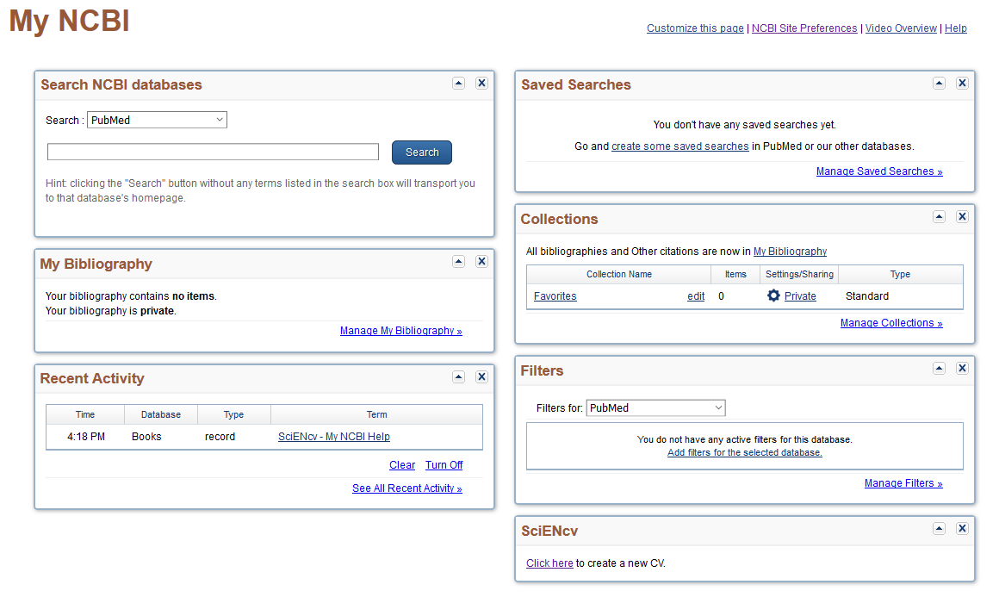 My NCBI
Customize this page | NCBI Site Preferences | Video Overview | Help
Search NCBI databases
Search : PubMed
Search
Hint: clicking the "Search" button without any terms listed in the search box will transport you
to that database's homepage.
My Bibliography
Your bibliography contains no items.
Your bibliography is private.
Manage My Bibliography »
Recent Activity
Time Database Type Term
4:18 PM Books record SciENcv - My NCBI Help
Clear Turn Off
See All Recent Activity »
Saved Searches
You don't have any saved searches yet.
Go and create some saved searches in PubMed or our other databases.
Manage Saved Searches »
Collections
All bibliographies and Other citations are now in My Bibliography
Collection Name Items Settings/Sharing Type
Favorites edit 0 Private Standard
Manage Collections »
Filters
Filters for: PubMed
You do not have any active filters for this database.
Add filters for the selected database.
Manage Filters »
SciENcv
Click here to create a new CV.